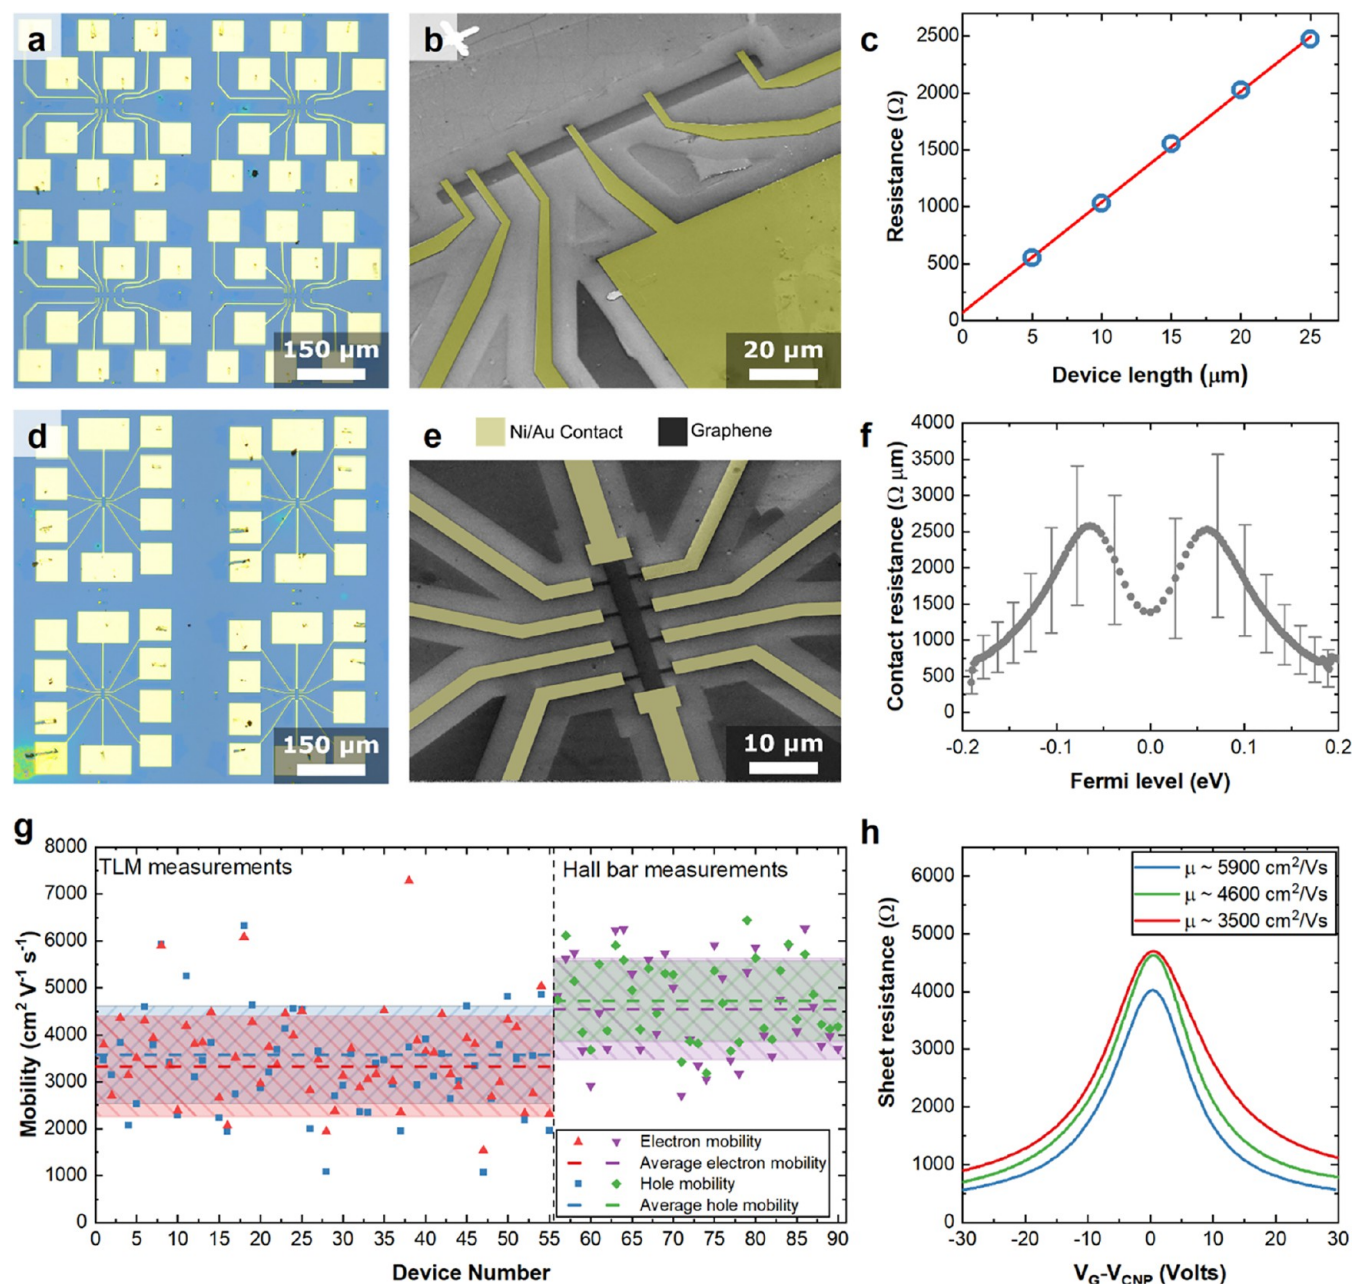 a
150 µm
b
20 µm
c
Resistance (Ω)
2500
2000
1500
1000
500
0
0 5 10 15 20 25
Device length (µm)
d
150 µm
e
Ni/Au Contact Graphene
10 µm
f
Contact resistance (Ω µm)
4000
3500
3000
2500
2000
1500
1000
500
0
-0.2 -0.1 0.0 0.1 0.2
Fermi level (eV)
g
Mobility (cm² V⁻¹ s⁻¹)
8000
7000
6000
5000
4000
3000
2000
1000
0
TLM measurements
Hall bar measurements
Electron mobility
Average electron mobility
Hole mobility
Average hole mobility
0 5 10 15 20 25 30 35 40 45 50 55 60 65 70 75 80 85 90
Device Number
h
Sheet resistance (Ω)
6000
5000
4000
3000
2000
1000
0
µ ~ 5900 cm²/Vs
µ ~ 4600 cm²/Vs
µ ~ 3500 cm²/Vs
-30 -20 -10 0 10 20 30
V_G-V_CNP (Volts)